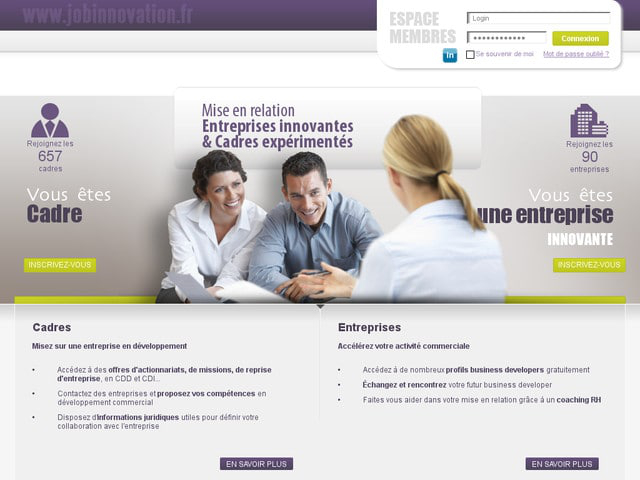 www.jobinnovation.fr
ESPACE
MEMBRES
Login
Connexion
in
Se souvenir de moi
Mot de passe oublié ?
Mise en relation
Entreprises innovantes
& Cadres expérimentés
Rejoignez les
657
cadres
Vous êtes
Cadre
INSCRIVEZ-VOUS
Rejoignez les
90
entreprises
Vous êtes
une entreprise
INNOVANTE
INSCRIVEZ-VOUS
Cadres
Misez sur une entreprise en développement
• Accédez à des offres d'actionnariats, de missions, de reprise
d'entreprise, en CDD et CDI...
• Contactez des entreprises et proposez vos compétences en
développement commercial
• Disposez d'informations juridiques utiles pour définir votre
collaboration avec l'entreprise
EN SAVOIR PLUS
Entreprises
Accélérez votre activité commerciale
• Accédez à de nombreux profils business developers gratuitement
• Échangez et rencontrez votre futur business developer
• Faites vous aider dans votre mise en relation grâce à un coaching RH
EN SAVOIR PLUS